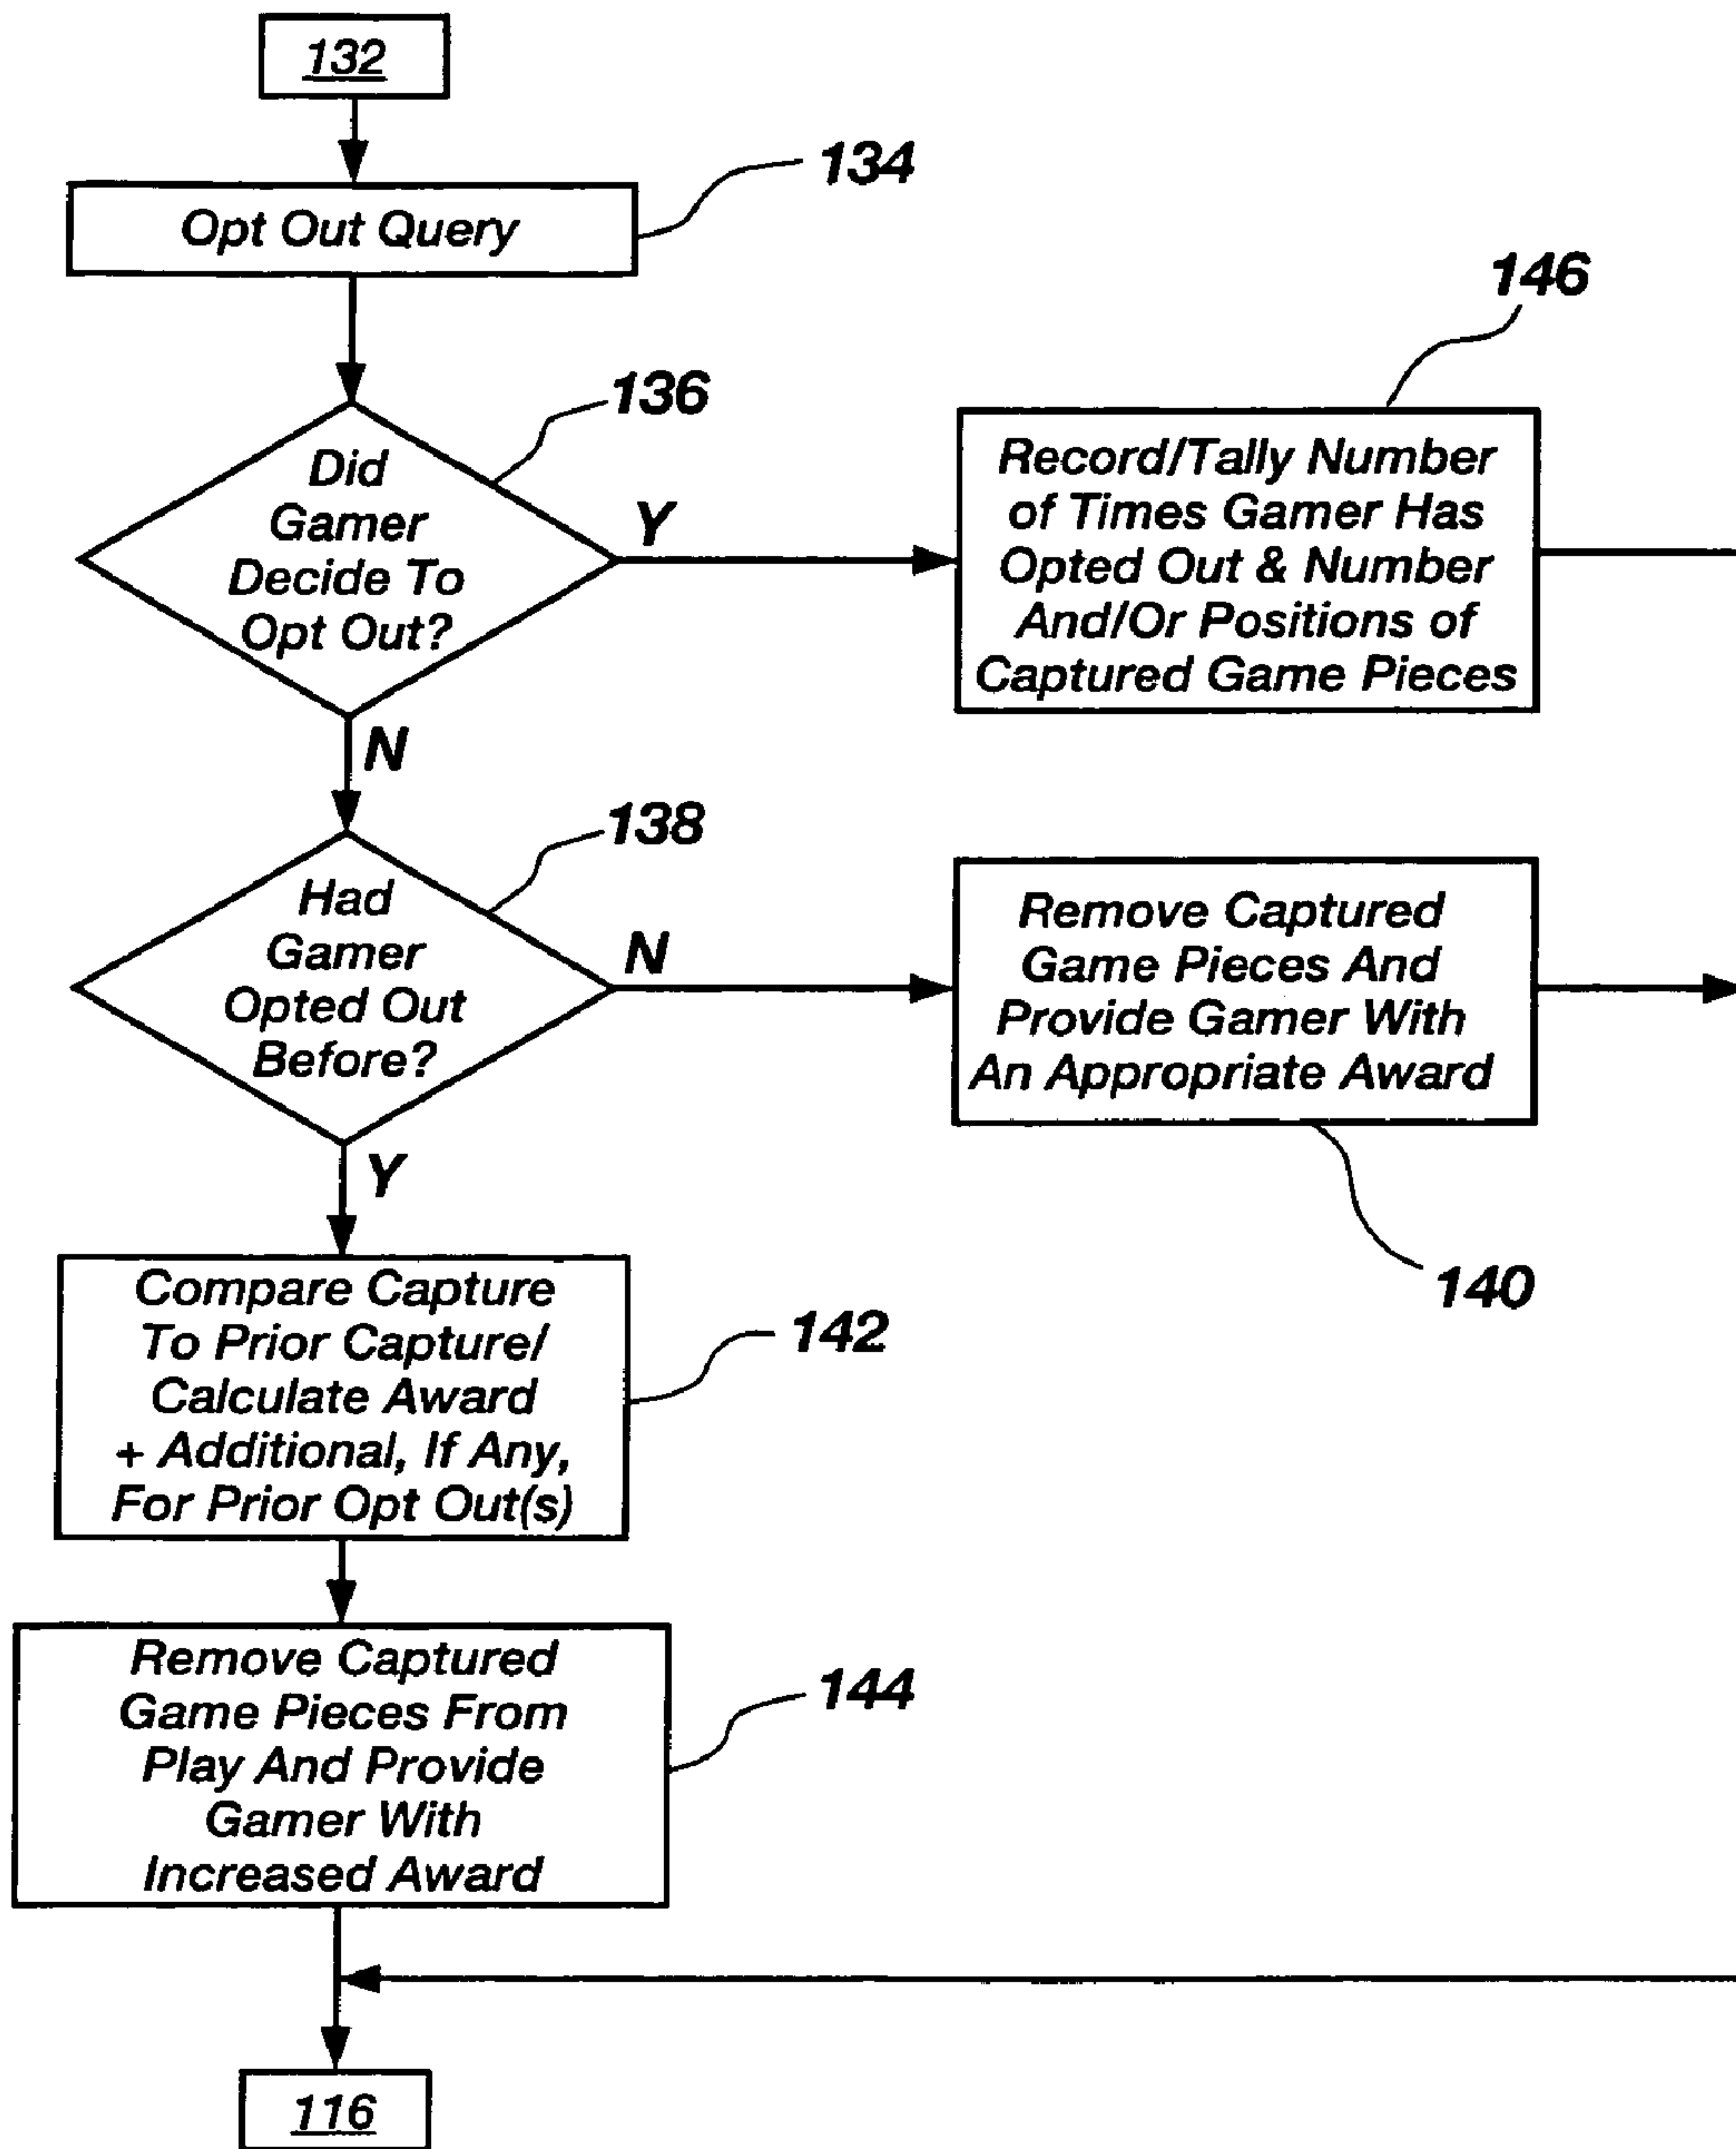 132
134
Opt Out Query
146
136
Did
Gamer
Decide To
Opt Out?
Y
Record/Tally Number
of Times Gamer Has
Opted Out & Number
And/Or Positions of
Captured Game Pieces
N
138
Had
Gamer
Opted Out
Before?
N
Remove Captured
Game Pieces And
Provide Gamer With
An Appropriate Award
Y
140
Compare Capture
To Prior Capture/
Calculate Award
+ Additional, If Any,
For Prior Opt Out(s)
142
Remove Captured
Game Pieces From
Play And Provide
Gamer With
Increased Award
144
116